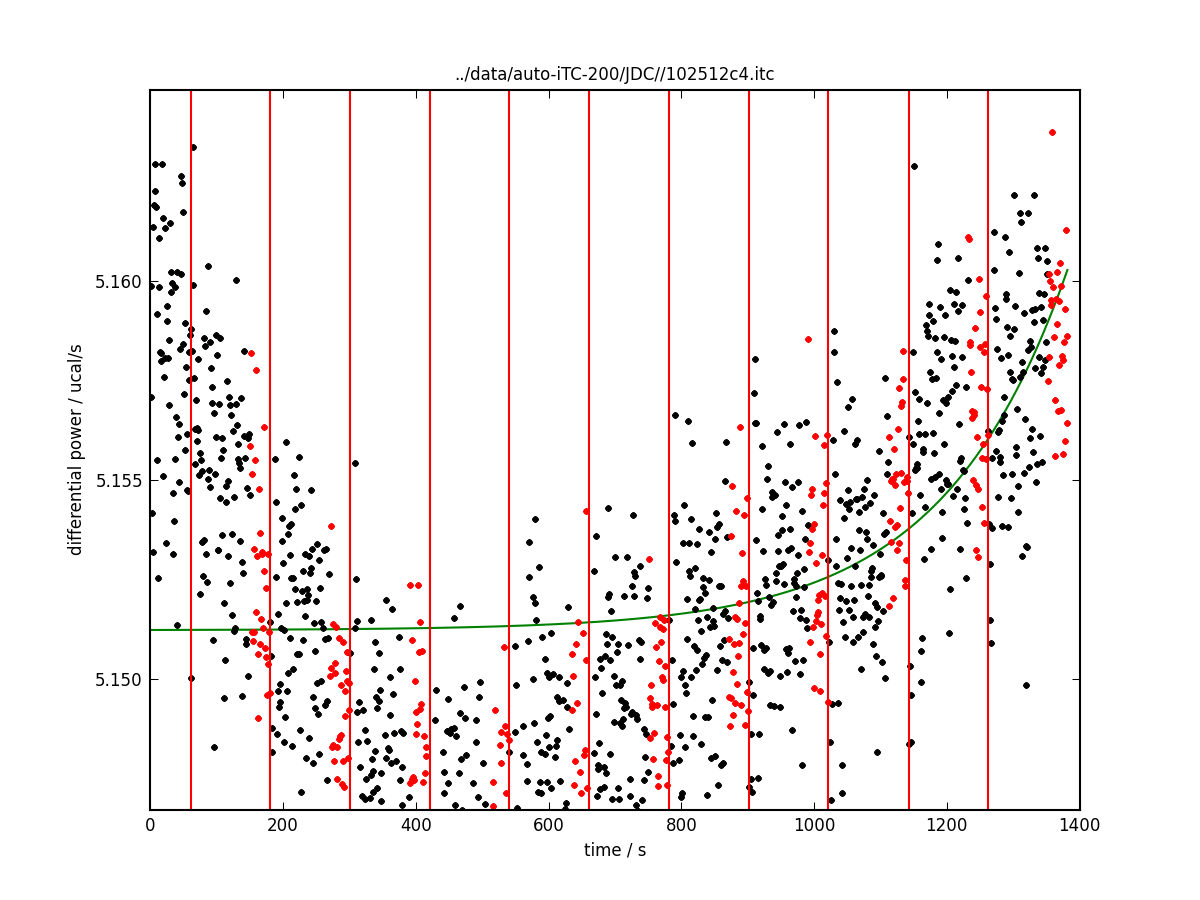 ../data/auto-iTC-200/JDC//102512c4.itc
differential power / ucal/s
5.160
5.155
5.150
0 200 400 600 800 1000 1200 1400
time / s